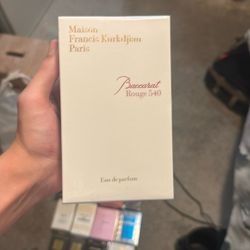 Maison
Francis Kurkdjian
Paris
Baccarat
Rouge 540
Eau de parfum